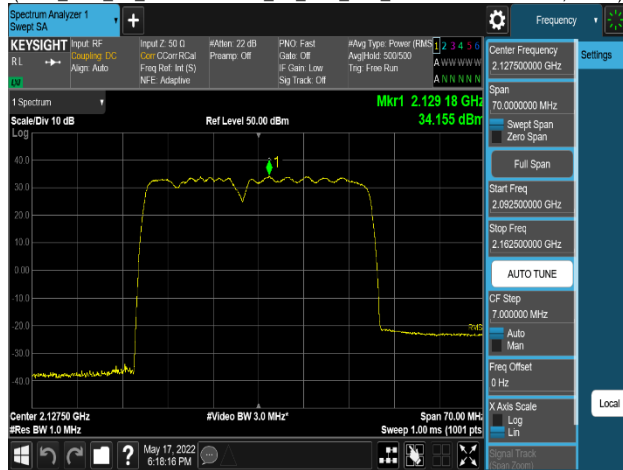 Spectrum Analyzer 1
Swept SA
Frequency
KEYSIGHT
Input: RF
Coupling: DC
Align: Auto
Input Z: 50 Ω
Corr CCorr RCal
Freq Ref: Int (S)
NFE: Adaptive
#Atten: 22 dB
Preamp: Off
PNO: Fast
Gate: Off
IF Gain: Low
Sig Track: Off
#Avg Type: Power (RMS
Avg|Hold: 500/500
Trig: Free Run
1 2 3 4 5 6
A W W W W W
A N N N N N
RL
LV
1 Spectrum
Scale/Div 10 dB
Ref Level 50.00 dBm
Mkr1 2.129 18 GHz
34.155 dBm
Log
40.0
30.0
20.0
10.0
0.00
-10.0
-20.0
-30.0
-40.0
1
RMS
Center 2.12750 GHz
#Res BW 1.0 MHz
#Video BW 3.0 MHz*
Span 70.00 MHz
Sweep 1.00 ms (1001 pts
Center Frequency
2.127500000 GHz
Settings
Span
70.0000000 MHz
Swept Span
Zero Span
Full Span
Start Freq
2.092500000 GHz
Stop Freq
2.162500000 GHz
AUTO TUNE
CF Step
7.000000 MHz
Auto
Man
Freq Offset
0 Hz
X Axis Scale
Log
Lin
Local
Signal Track
(Span Zoom)
?
May 17, 2022
6:18:16 PM